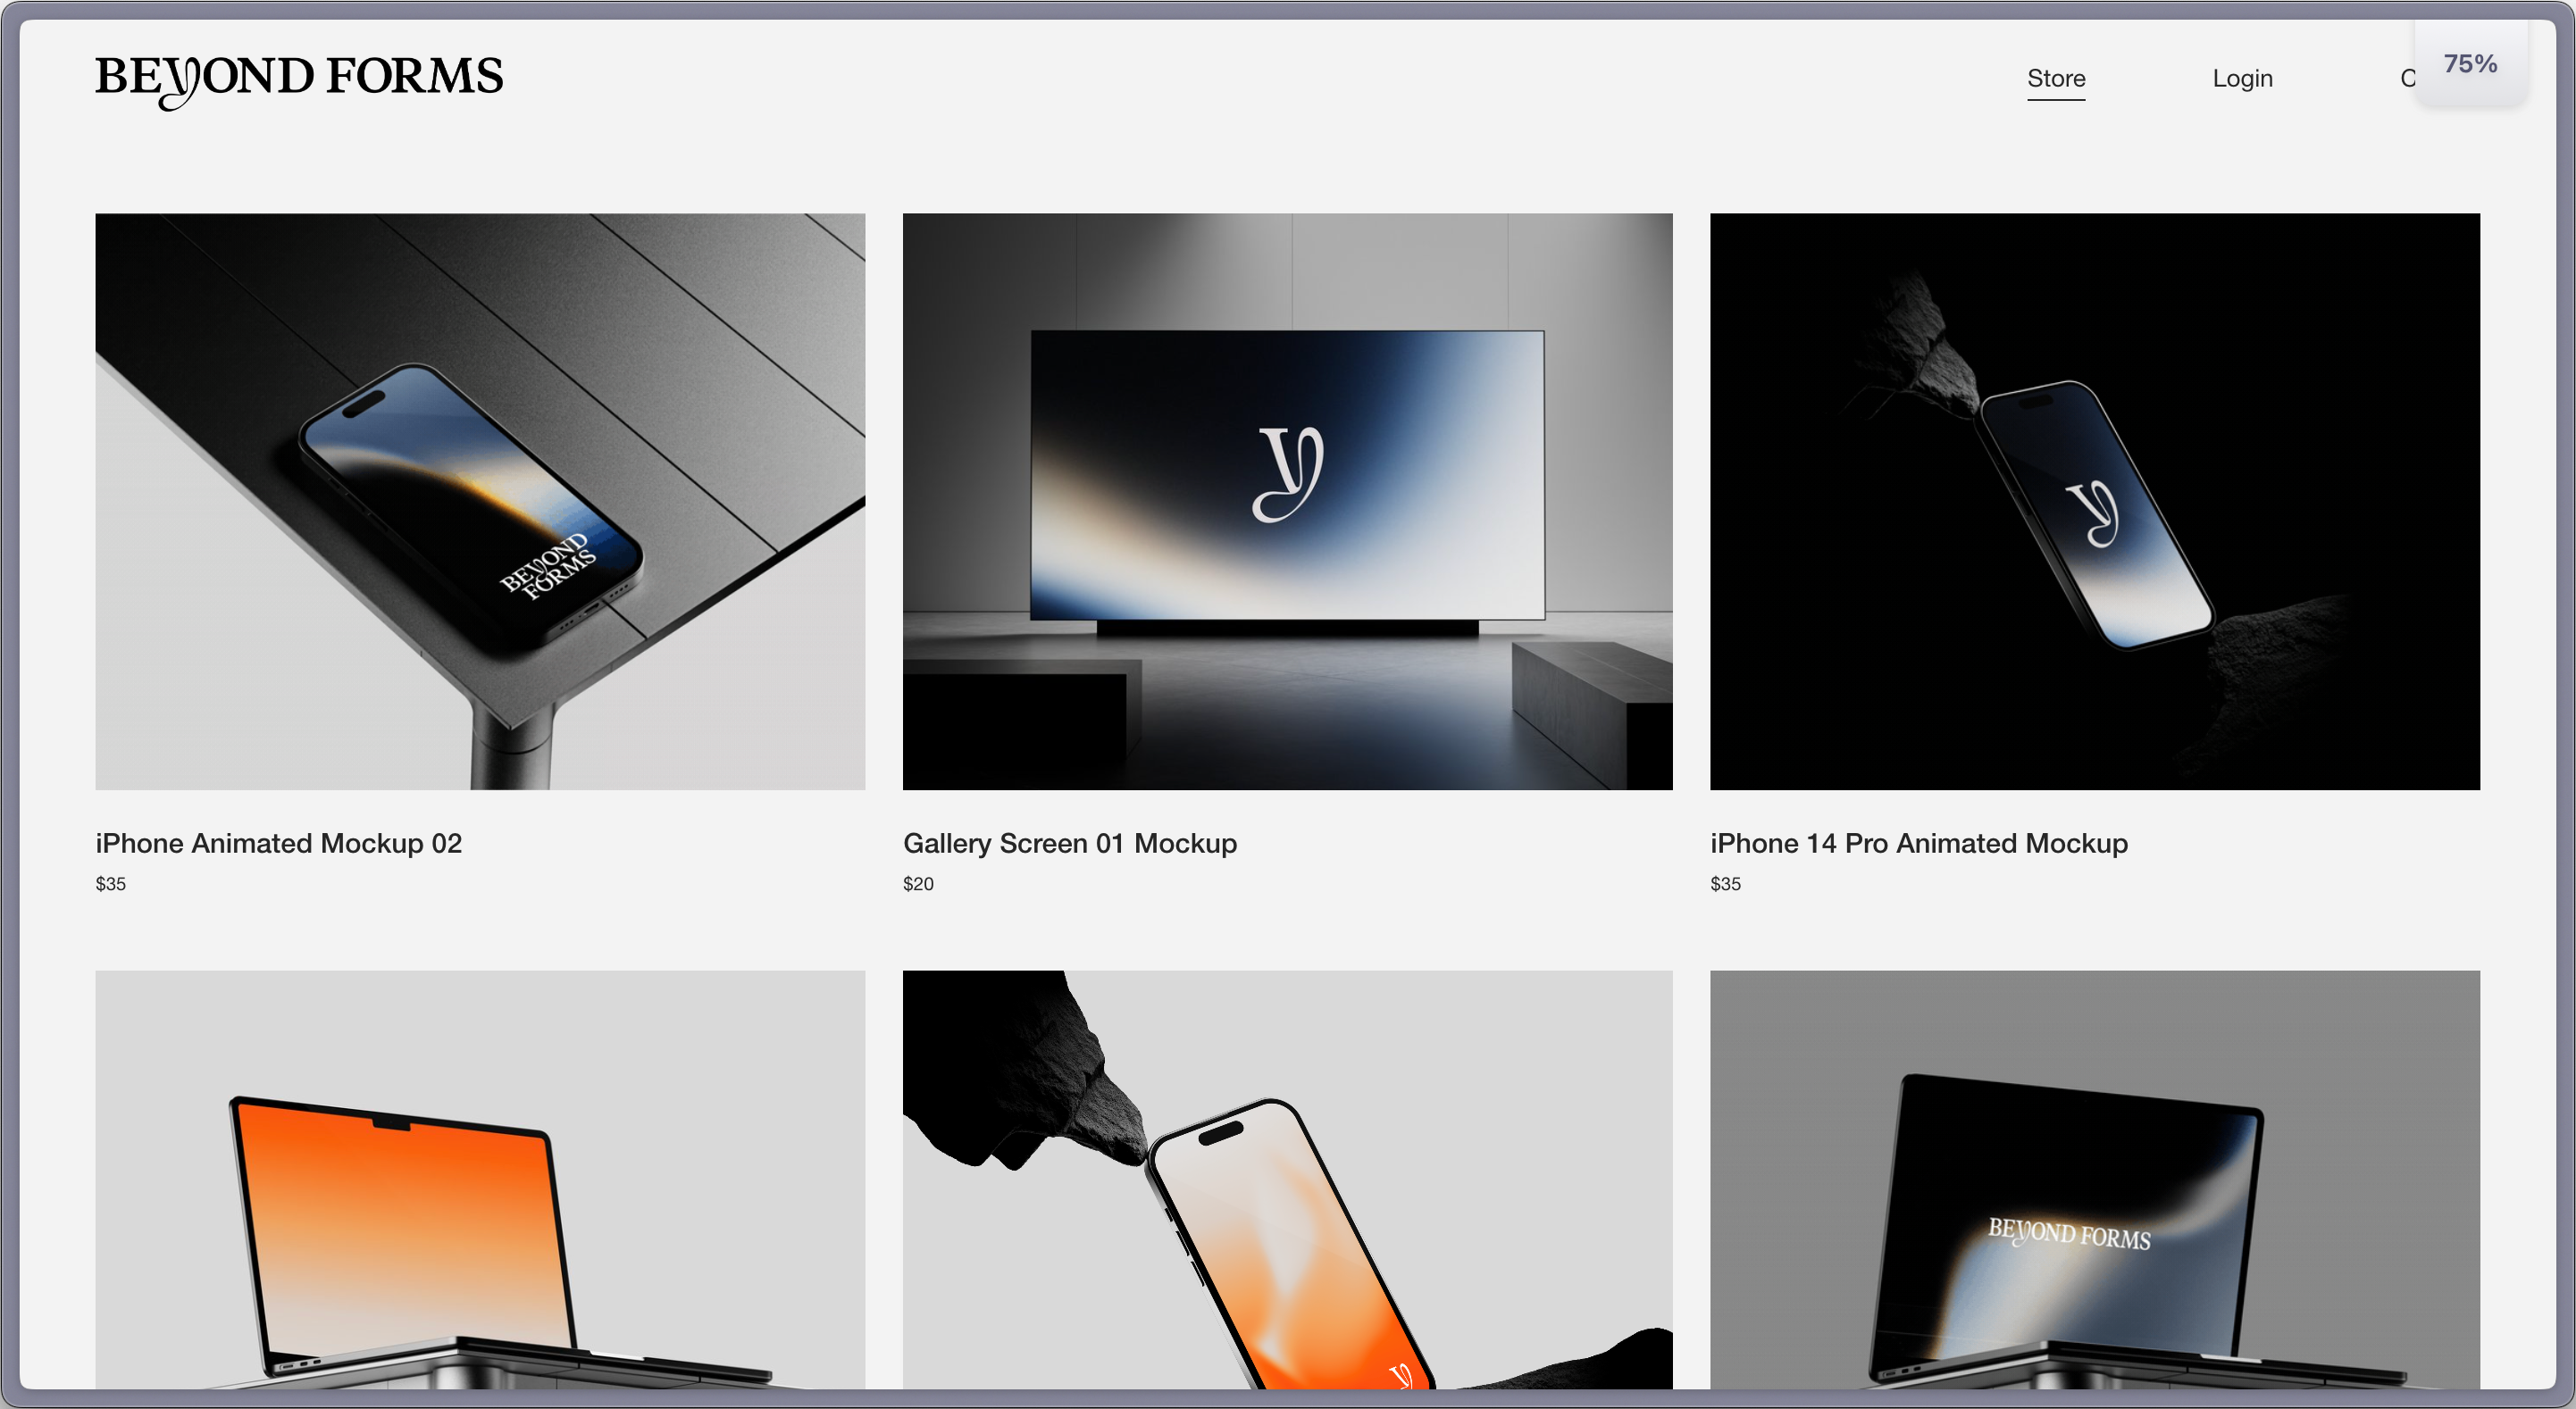 BEYOND FORMS
Store
Login
75%
BEYOND
FORMS
y
y
iPhone Animated Mockup 02
$35
Gallery Screen 01 Mockup
$20
iPhone 14 Pro Animated Mockup
$35
y
BEYOND FORMS